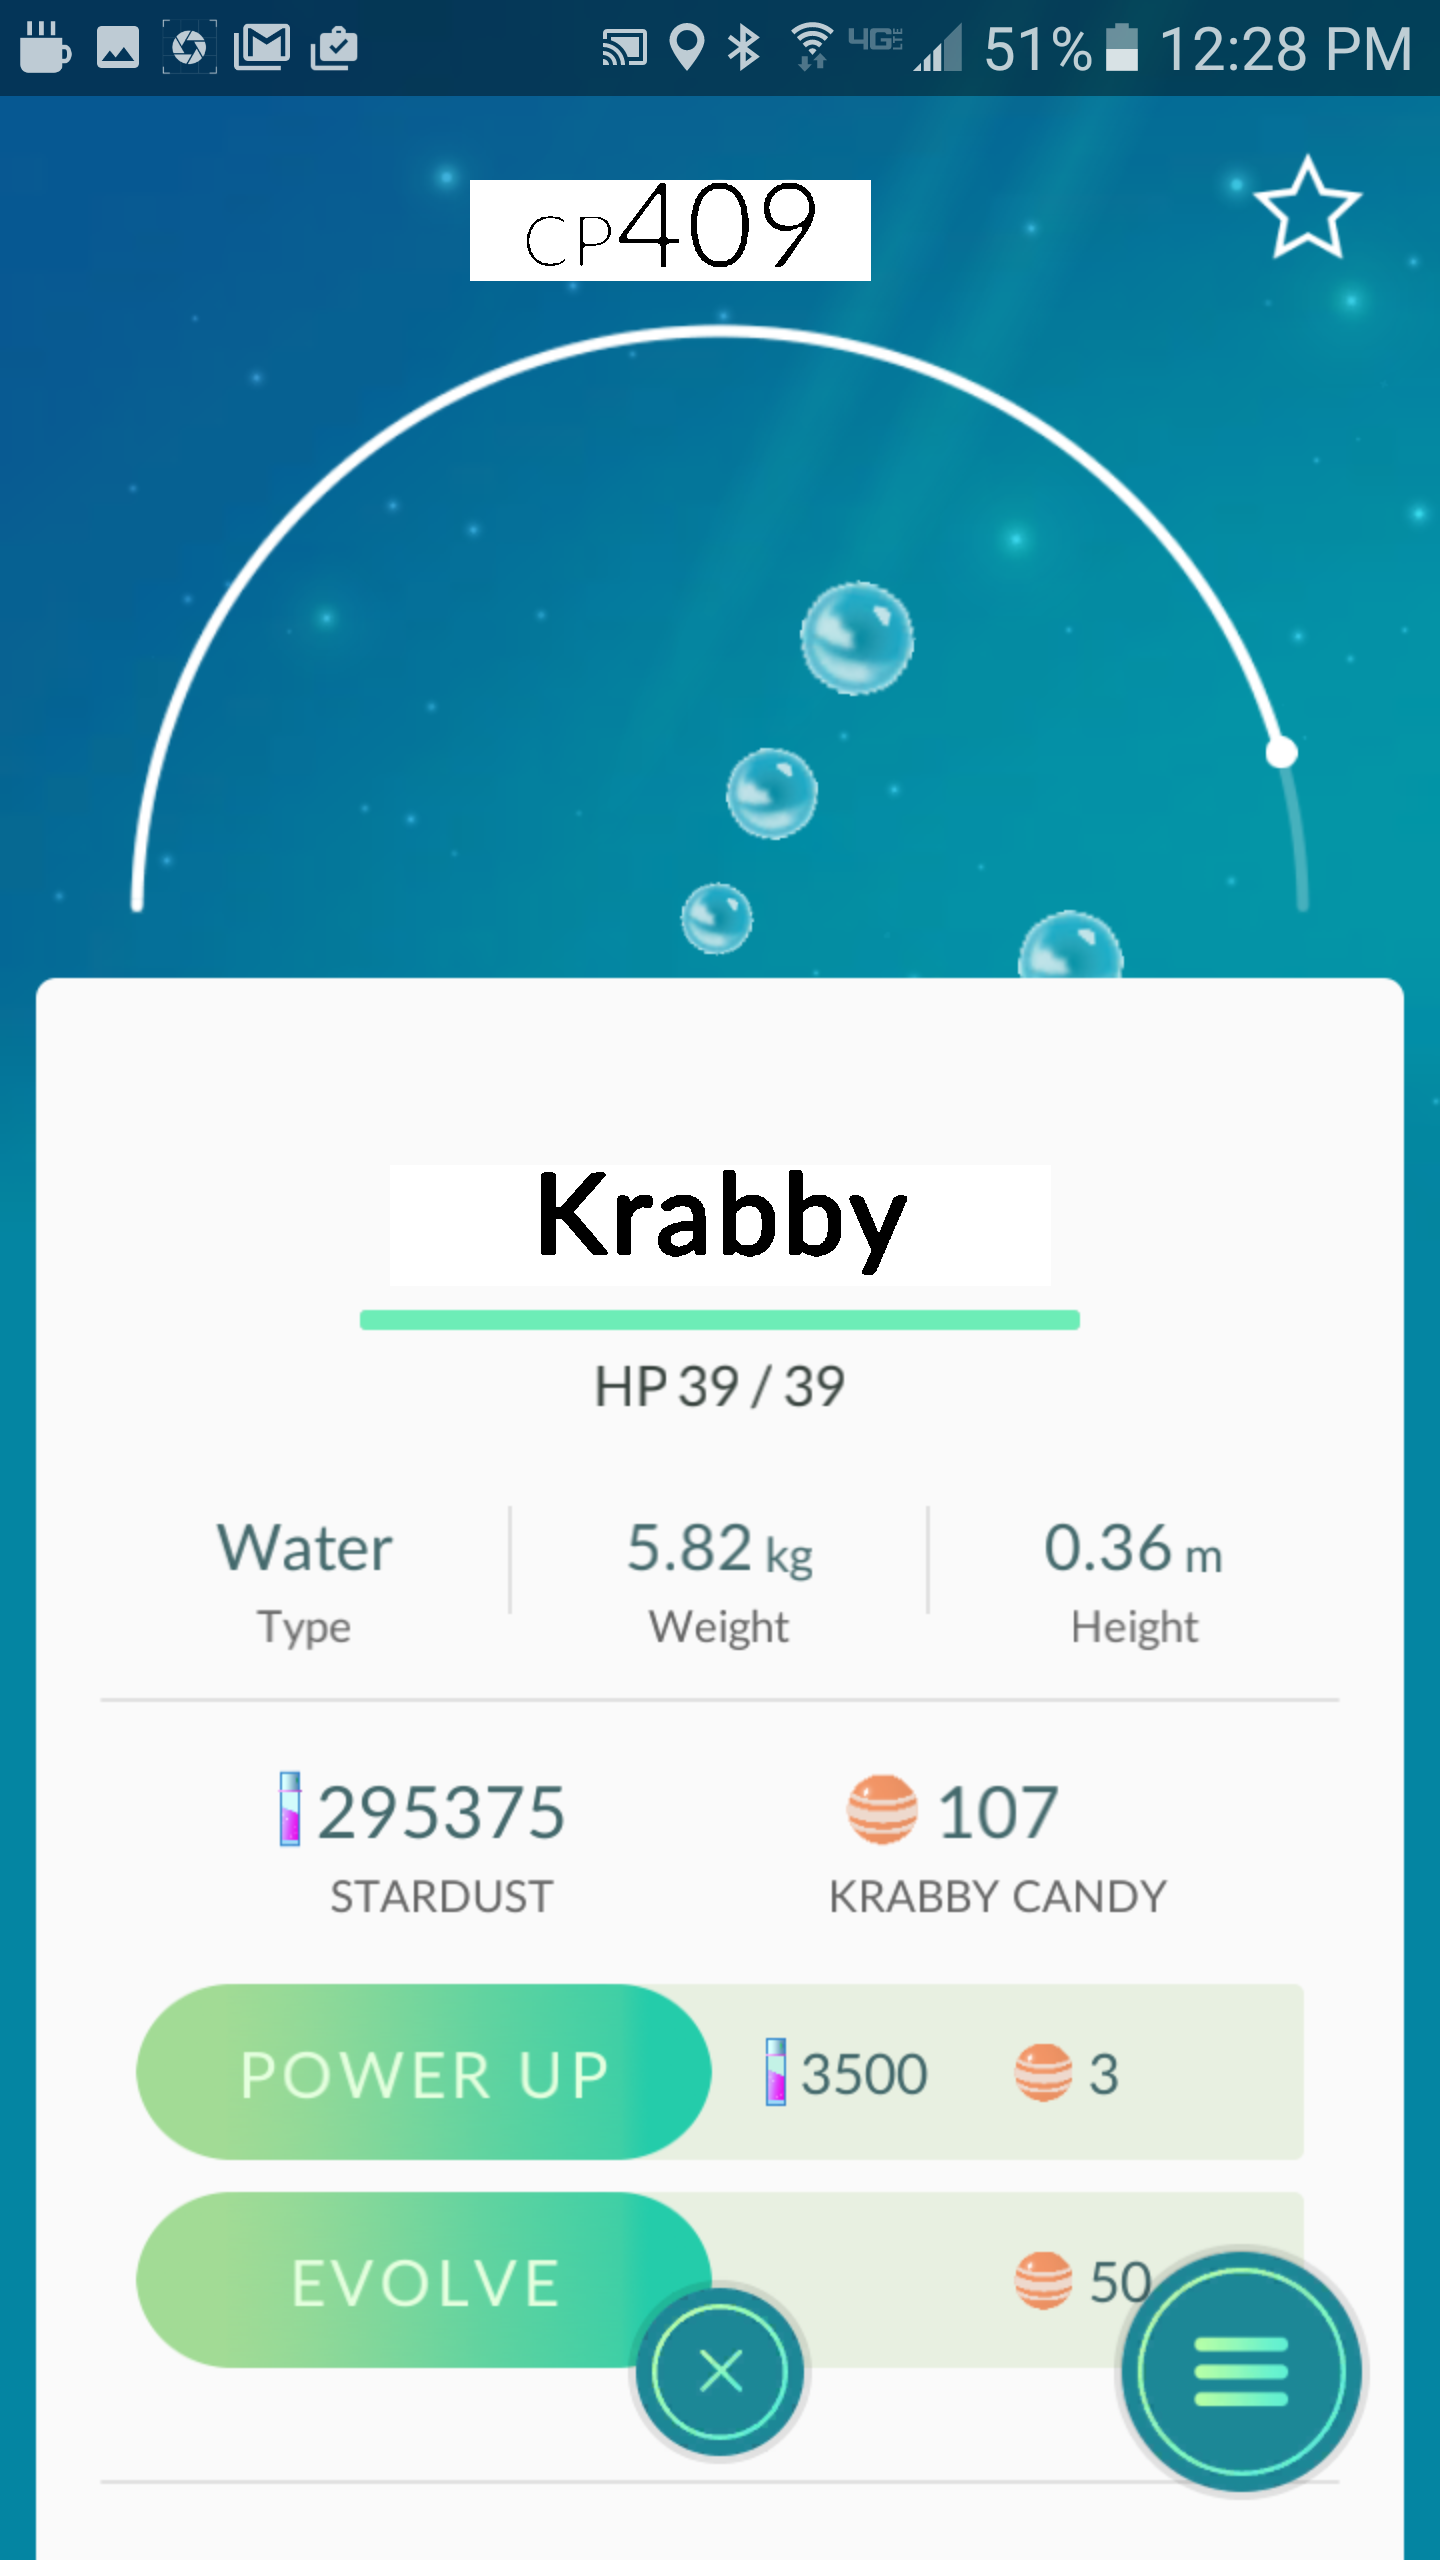 51% 12:28 PM
CP409
Krabby
HP 39 / 39
Water 5.82 kg 0.36 m
Type Weight Height
295375 107
STARDUST KRABBY CANDY
POWER UP 3500 3
EVOLVE 50